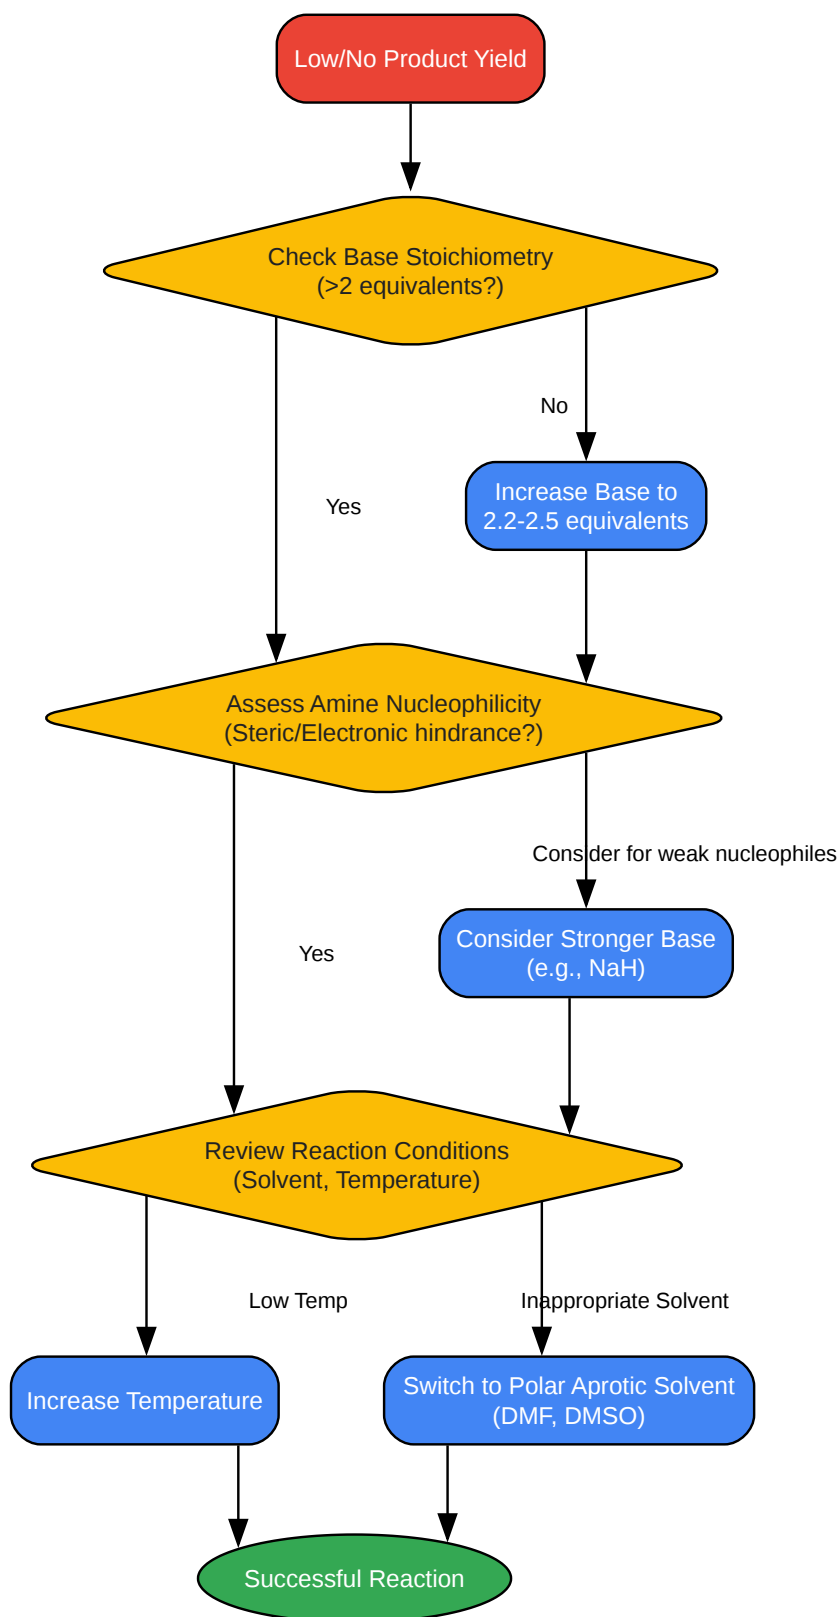 Low/No Product Yield
Check Base Stoichiometry
(>2 equivalents?)
No
Increase Base to
2.2-2.5 equivalents
Yes
Assess Amine Nucleophilicity
(Steric/Electronic hindrance?)
Consider for weak nucleophiles
Consider Stronger Base
(e.g., NaH)
Yes
Review Reaction Conditions
(Solvent, Temperature)
Low Temp
Inappropriate Solvent
Increase Temperature
Switch to Polar Aprotic Solvent
(DMF, DMSO)
Successful Reaction